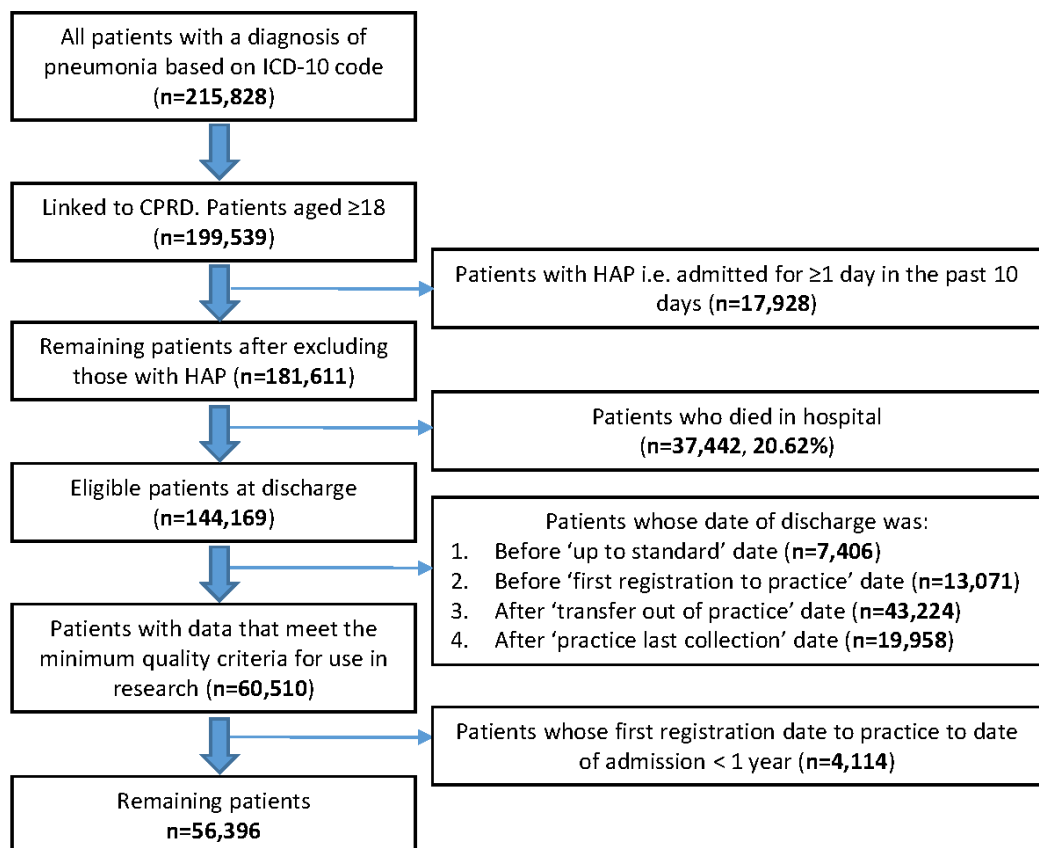 All patients with a diagnosis of
pneumonia based on ICD-10 code
(n=215,828)
Linked to CPRD. Patients aged ≥18
(n=199,539)
Patients with HAP i.e. admitted for ≥1 day in the past 10
days (n=17,928)
Remaining patients after excluding
those with HAP (n=181,611)
Patients who died in hospital
(n=37,442, 20.62%)
Eligible patients at discharge
(n=144,169)
Patients whose date of discharge was:
1. Before ‘up to standard’ date (n=7,406)
2. Before ‘first registration to practice’ date (n=13,071)
3. After ‘transfer out of practice’ date (n=43,224)
4. After ‘practice last collection’ date (n=19,958)
Patients with data that meet the
minimum quality criteria for use in
research (n=60,510)
Patients whose first registration date to practice to date
of admission < 1 year (n=4,114)
Remaining patients
n=56,396